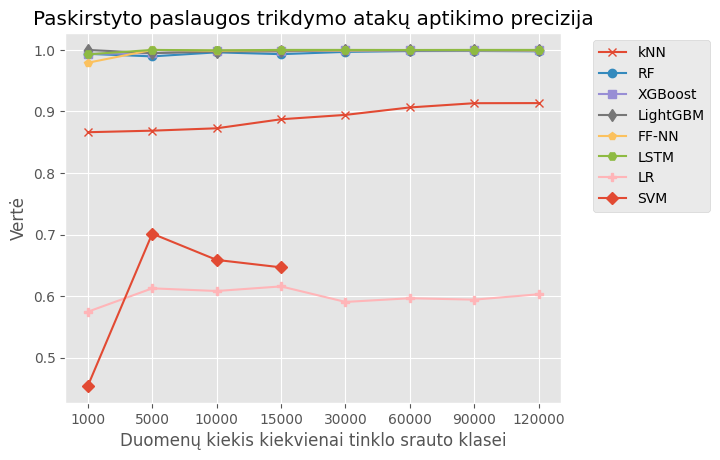 Paskirstyto paslaugos trikdymo atakų aptikimo precizija
1.0
0.9
0.8
0.7
0.6
0.5
Vertė
1000 5000 10000 15000 30000 60000 90000 120000
Duomenų kiekis kiekvienai tinklo srauto klasei
kNN
RF
XGBoost
LightGBM
FF-NN
LSTM
LR
SVM